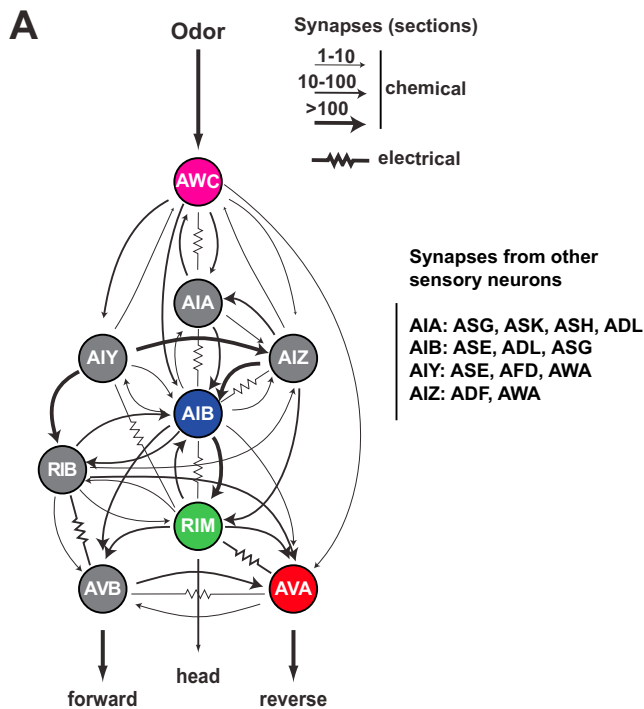 A
Odor
Synapses (sections)
1-10
10-100
>100
chemical
electrical
AWC
Synapses from other
sensory neurons
AIA
AIA: ASG, ASK, ASH, ADL
AIB: ASE, ADL, ASG
AIY: ASE, AFD, AWA
AIZ: ADF, AWA
AIY
AIZ
AIB
RIB
RIM
AVB
AVA
head
forward
reverse